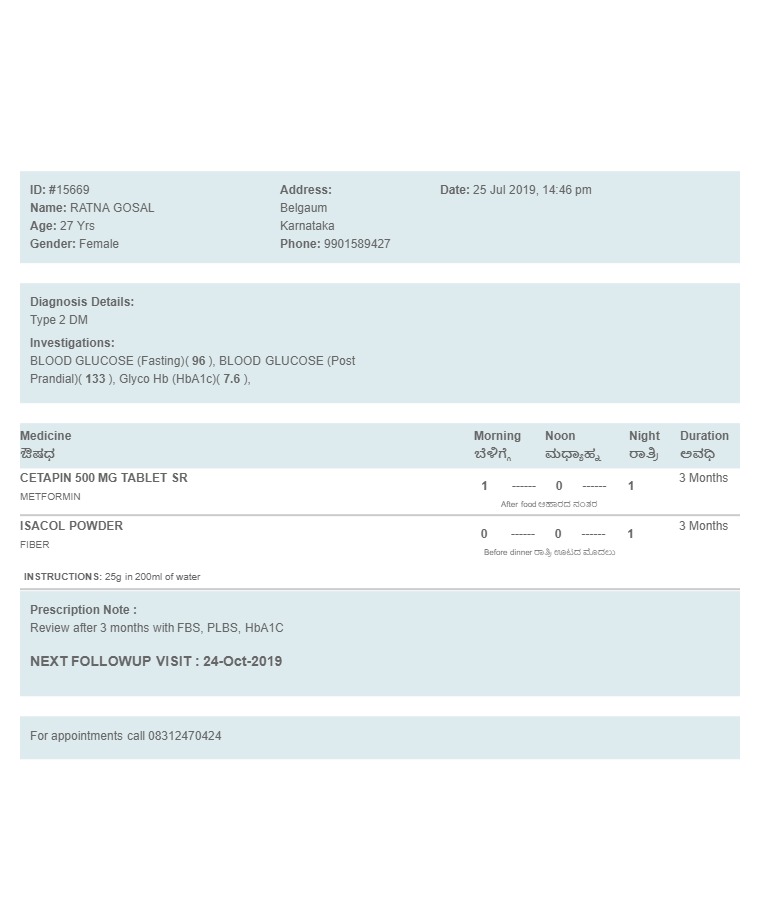 ID: #15669
Name: RATNA GOSAL
Age: 27 Yrs
Gender: Female
Address:
Belgaum
Karnataka
Phone: 9901589427
Date: 25 Jul 2019, 14:46 pm
Diagnosis Details:
Type 2 DM
Investigations:
BLOOD GLUCOSE (Fasting)( 96 ), BLOOD GLUCOSE (Post
Prandial)( 133 ), Glyco Hb (HbA1c)( 7.6 ),
Medicine Morning Noon Night Duration
ಔಷಧ ಬೆಳಿಗ್ಗೆ ಮಧ್ಯಾಹ್ನ ರಾತ್ರಿ ಅವಧಿ
CETAPIN 500 MG TABLET SR 3 Months
1 ------ 0 ------ 1
METFORMIN
After food ಆಹಾರದ ನಂತರ
ISACOL POWDER 3 Months
0 ------ 0 ------ 1
FIBER
Before dinner ರಾತ್ರಿ ಊಟದ ಮೊದಲು
INSTRUCTIONS: 25g in 200ml of water
Prescription Note :
Review after 3 months with FBS, PLBS, HbA1C
NEXT FOLLOWUP VISIT : 24-Oct-2019
For appointments call 08312470424